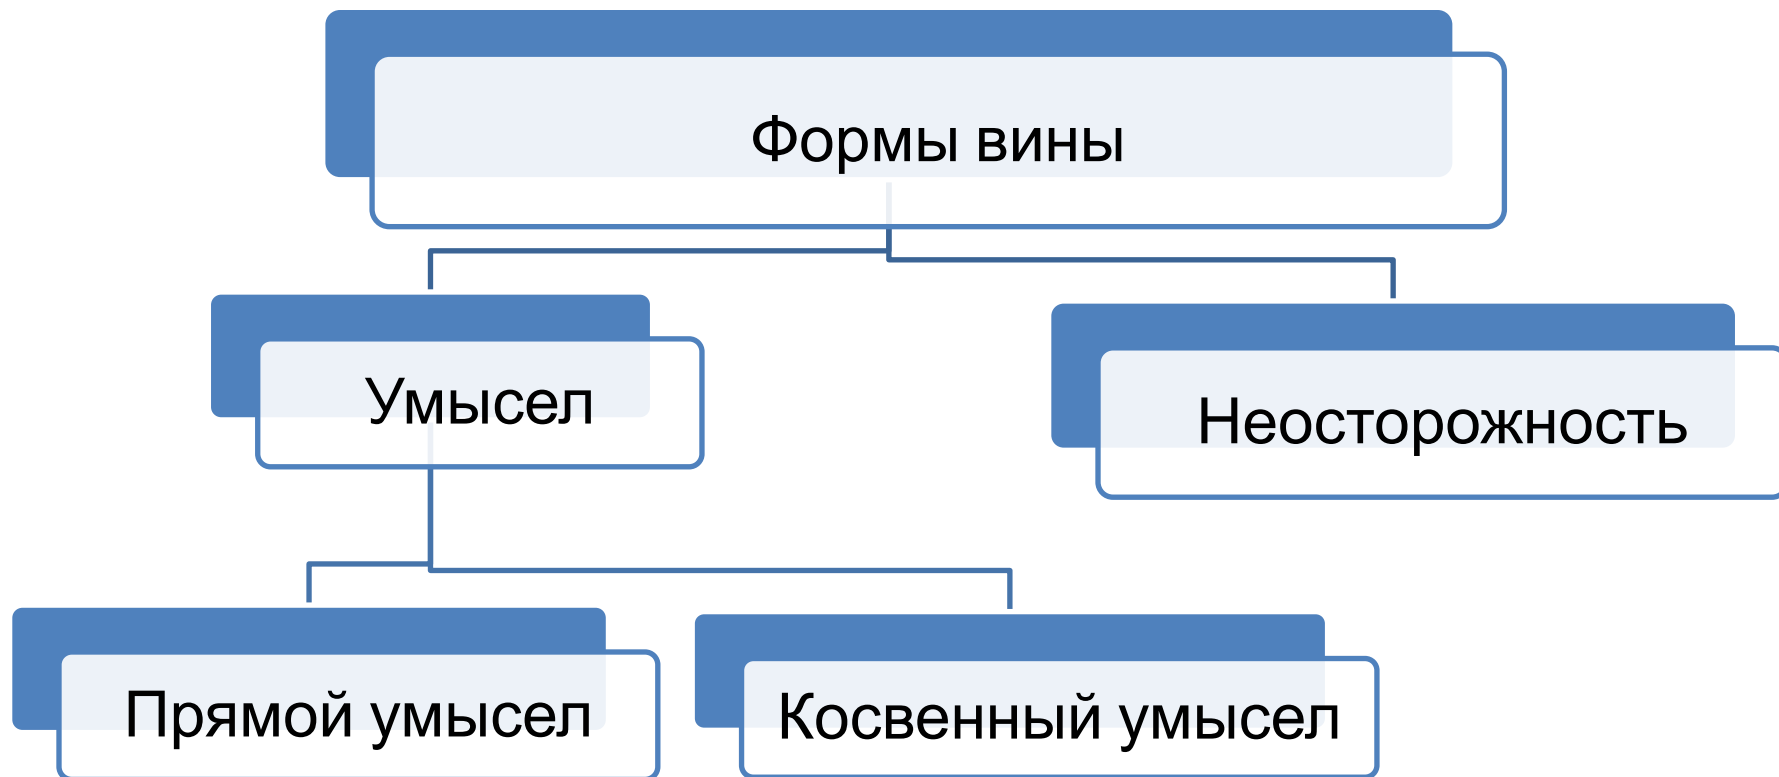 Формы вины
Умысел
Неосторожность
Прямой умысел
Косвенный умысел